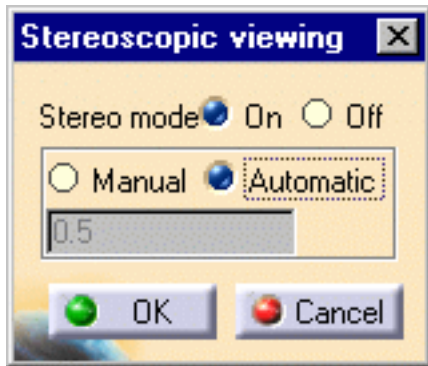 Stereoscopic viewing
Stereo mode On Off
Manual Automatic
0.5
OK Cancel